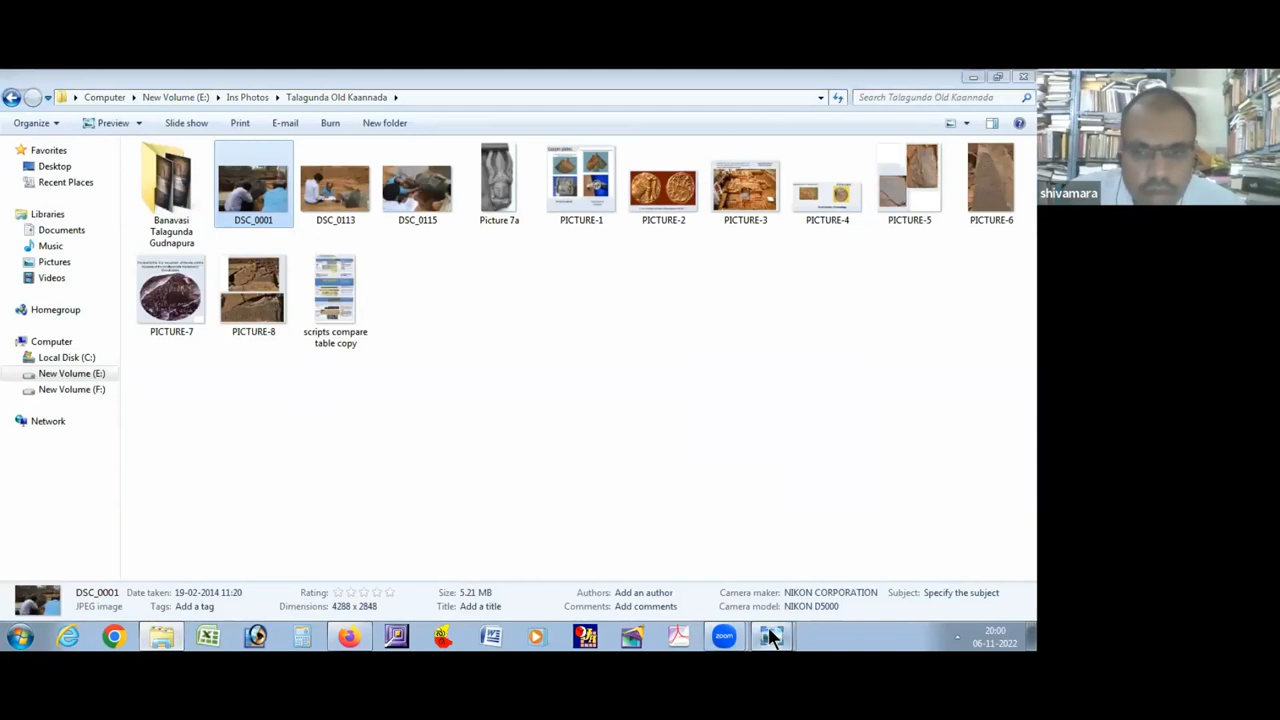 Computer
New Volume (E:)
Ins Photos
Talagunda Old Kaannada
Search Talagunda Old Kaannada
Organize
Preview
Slide show
Print
E-mail
Burn
New folder
Favorites
Desktop
Recent Places
Libraries
Documents
Music
Pictures
Videos
Homegroup
Computer
Local Disk (C:)
New Volume (E:)
New Volume (F:)
Network
Banavasi
Talagunda
Gudnapura
DSC_0001
DSC_0113
DSC_0115
Picture 7a
PICTURE-1
PICTURE-2
PICTURE-3
PICTURE-4
PICTURE-5
PICTURE-6
PICTURE-7
PICTURE-8
scripts compare
table copy
shivamara
DSC_0001
JPEG image
Date taken: 19-02-2014 11:20
Tags: Add a tag
Rating:
Dimensions: 4288 x 2848
Size: 5.21 MB
Title: Add a title
Authors: Add an author
Comments: Add comments
Camera maker: NIKON CORPORATION
Camera model: NIKON D5000
Subject: Specify the subject
zoom
20:00
06-11-2022